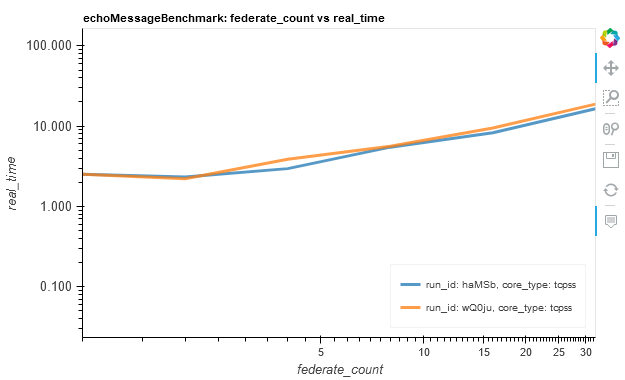 echoMessageBenchmark: federate_count vs real_time
100.000
10.000
1.000
0.100
real_time
5
10
15
20
25
30
federate_count
run_id: haMSb, core_type: tcpss
run_id: wQ0ju, core_type: tcpss